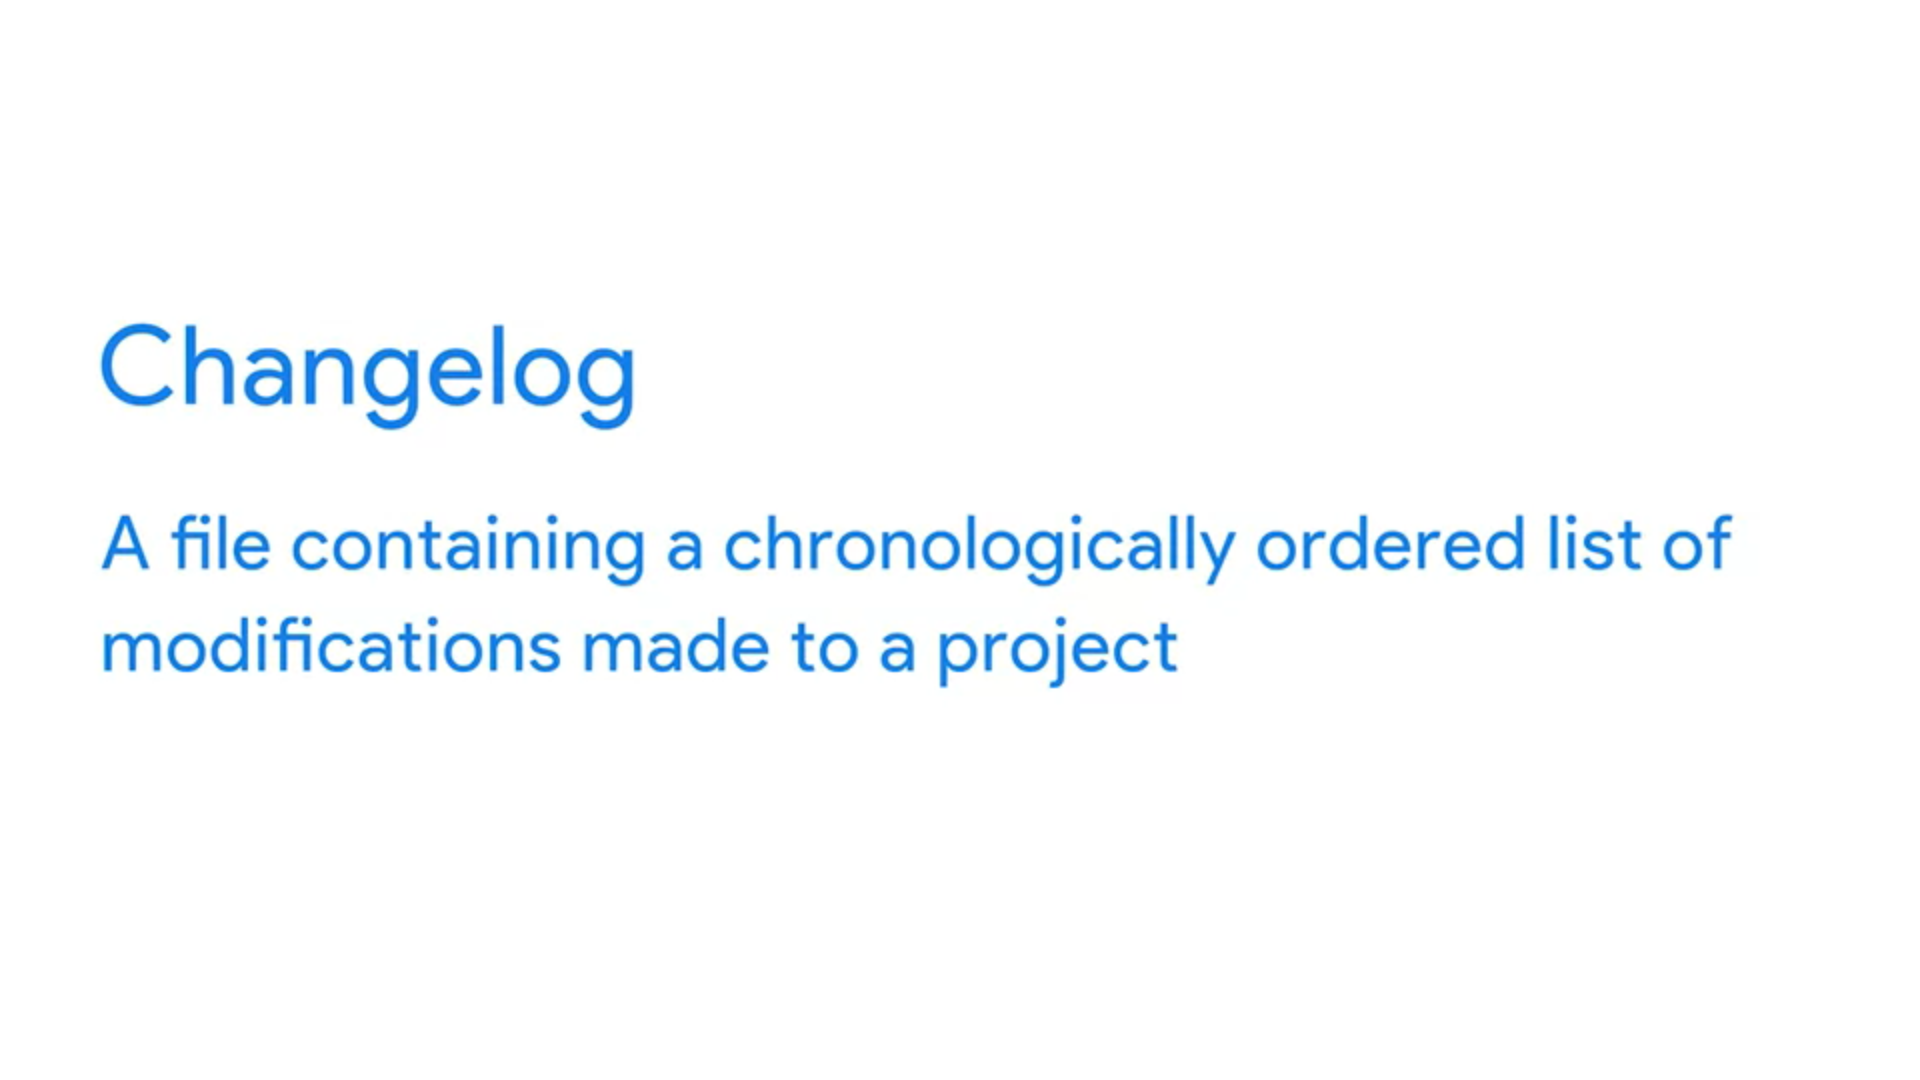 Changelog
A file containing a chronologically ordered list of
modifications made to a project